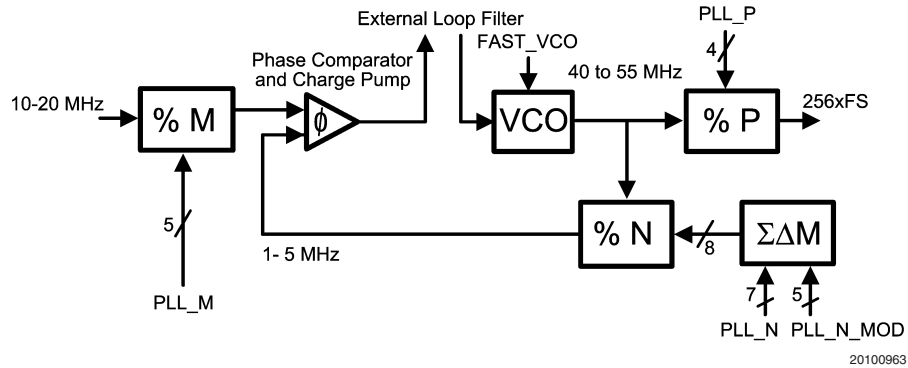 External Loop Filter
PLL_P
FAST_VCO
4
Phase Comparator
and Charge Pump
40 to 55 MHz
10-20 MHz
256xFS
% M
ϕ
VCO
% P
5
% N
8
ΣΔM
1- 5 MHz
7
5
PLL_M
PLL_N
PLL_N_MOD
20100963